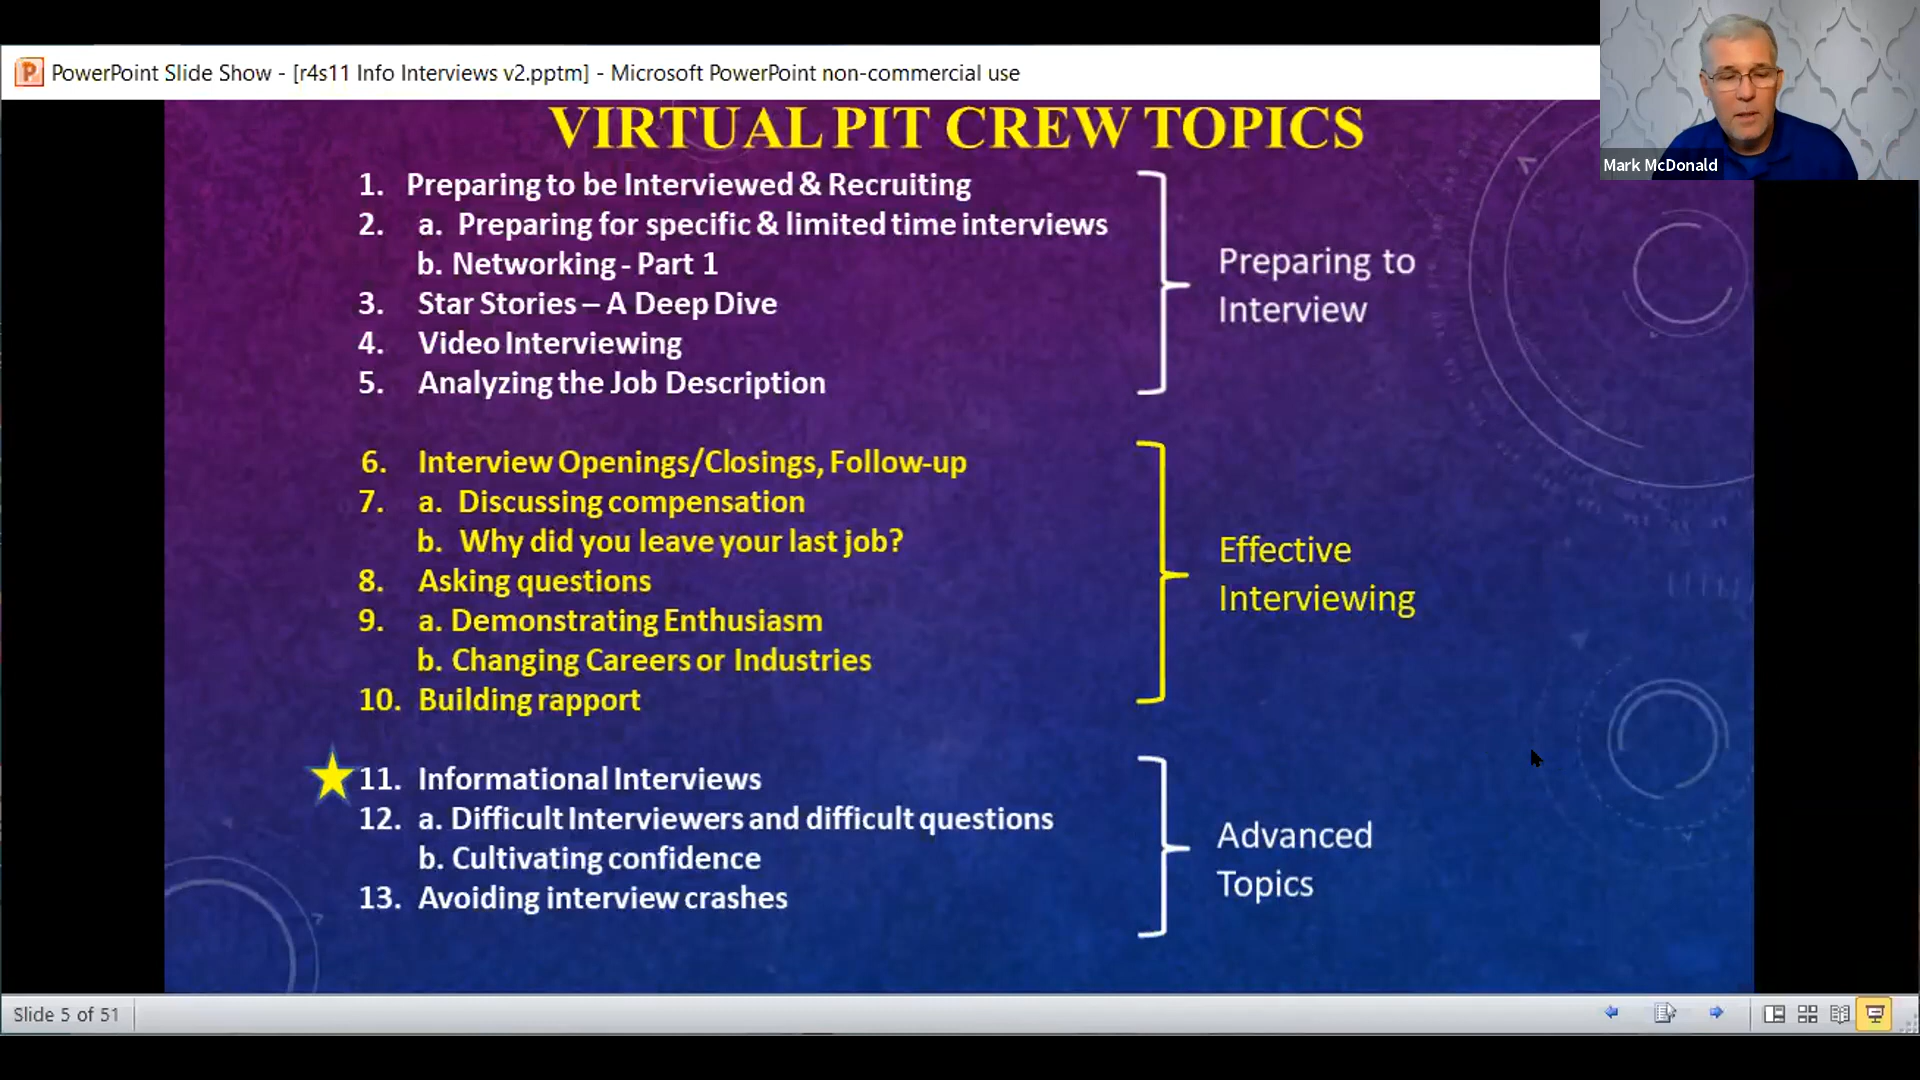 PowerPoint Slide Show - [r4s11 Info Interviews v2.pptm] - Microsoft PowerPoint non-commercial use
Mark McDonald
VIRTUAL PIT CREW TOPICS
1. Preparing to be Interviewed & Recruiting
2. a. Preparing for specific & limited time interviews
b. Networking - Part 1
3. Star Stories – A Deep Dive
4. Video Interviewing
5. Analyzing the Job Description
Preparing to
Interview
6. Interview Openings/Closings, Follow-up
7. a. Discussing compensation
b. Why did you leave your last job?
8. Asking questions
9. a. Demonstrating Enthusiasm
b. Changing Careers or Industries
10. Building rapport
Effective
Interviewing
11. Informational Interviews
12. a. Difficult Interviewers and difficult questions
b. Cultivating confidence
13. Avoiding interview crashes
Advanced
Topics
Slide 5 of 51